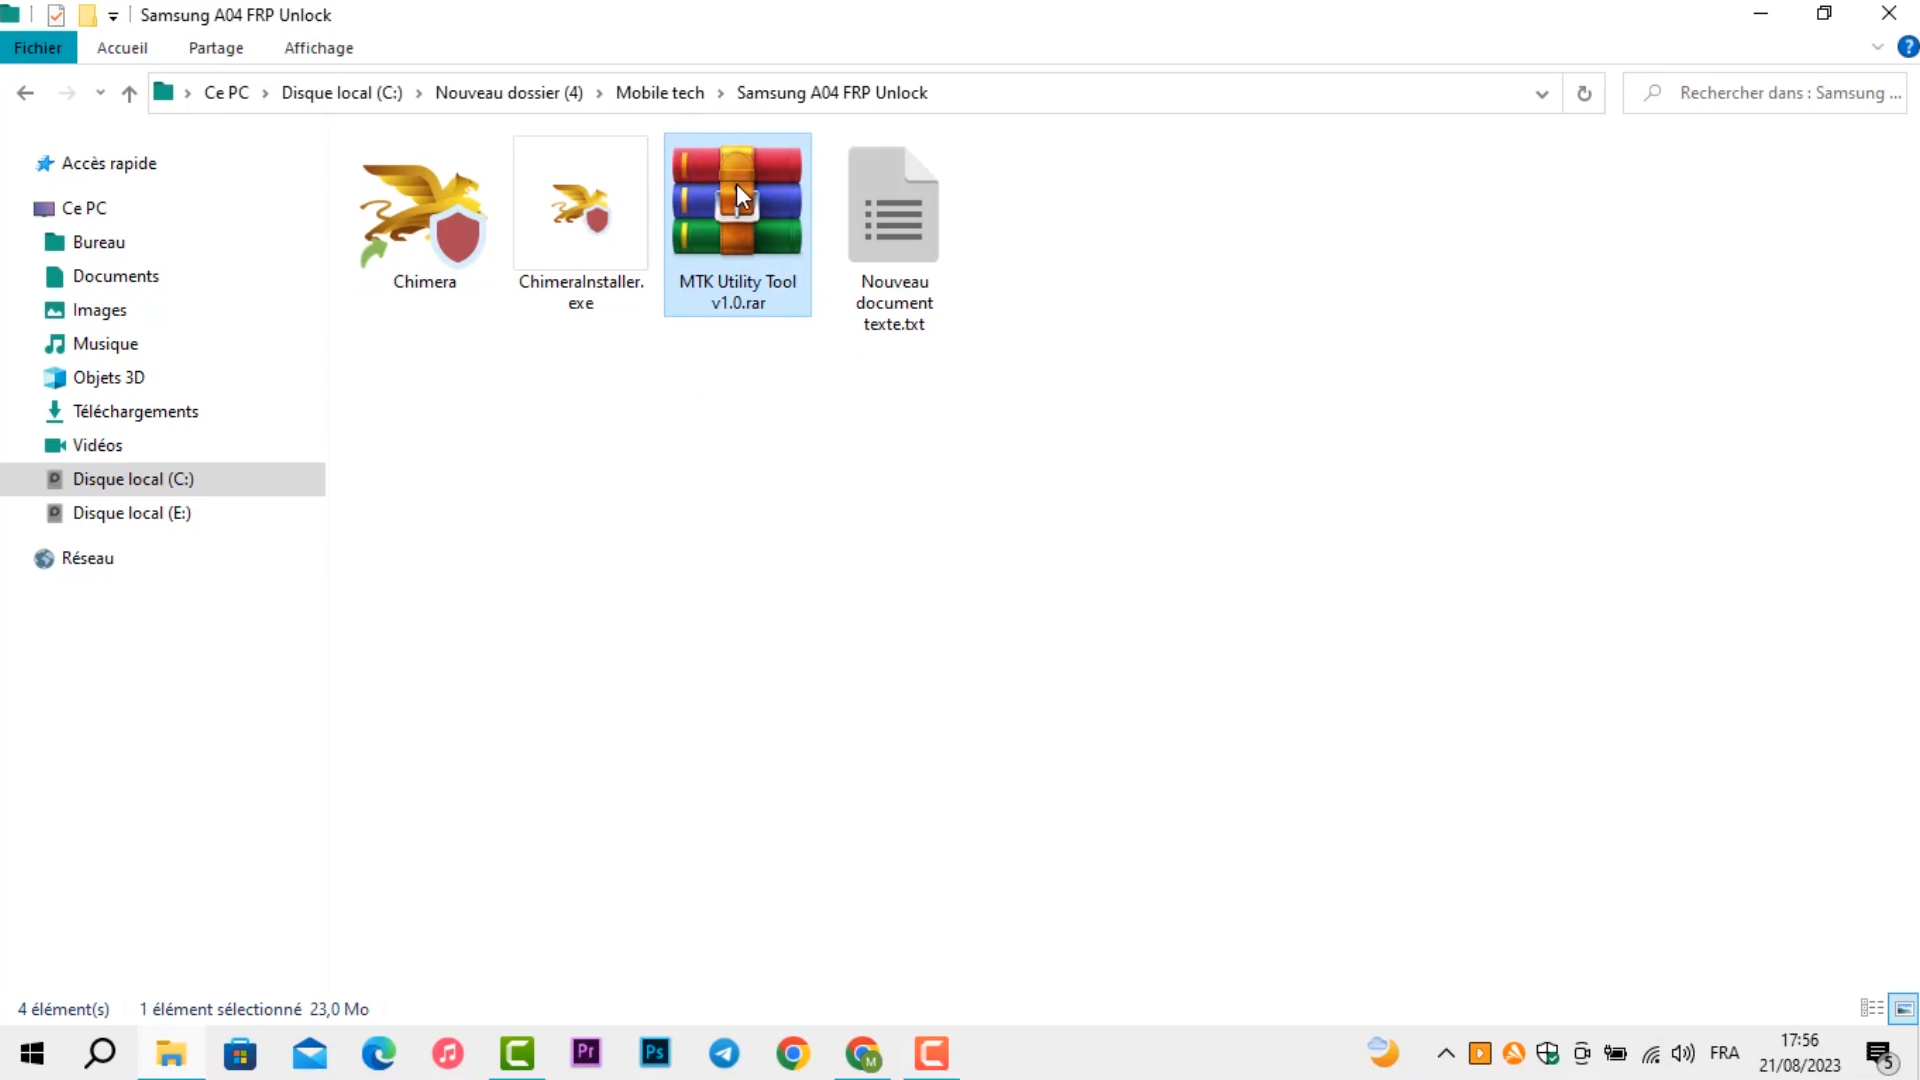 Samsung A04 FRP Unlock
Fichier
Accueil
Partage
Affichage
Ce PC
Disque local (C:)
Nouveau dossier (4)
Mobile tech
Samsung A04 FRP Unlock
Rechercher dans : Samsung ...
Accès rapide
Ce PC
Bureau
Documents
Images
Musique
Objets 3D
Téléchargements
Vidéos
Disque local (C:)
Disque local (E:)
Réseau
Chimera
ChimeraInstaller.
exe
MTK Utility Tool
v1.0.rar
Nouveau
document
texte.txt
4 élément(s)
1 élément sélectionné 23,0 Mo
Pr
Ps
M
FRA
17:56
21/08/2023
5